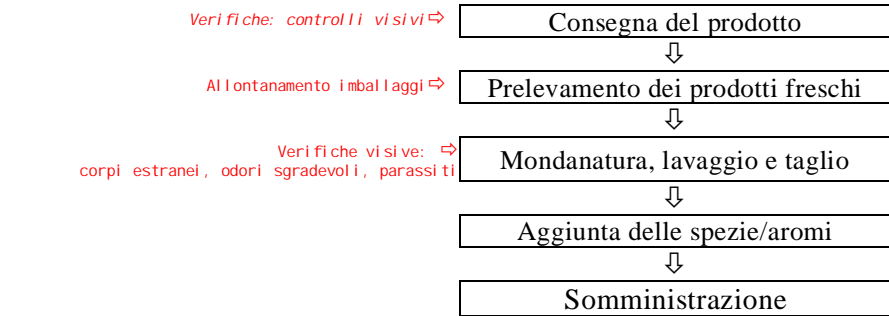 Verifiche: controlli visivi⇨ Consegna del prodotto
⇩
Allontanamento imballaggi⇨ Prelevamento dei prodotti freschi
⇩
Verifiche visive: ⇨
corpi estranei, odori sgradevoli, parassiti
Mondanatura, lavaggio e taglio
⇩
Aggiunta delle spezie/aromi
⇩
Somministrazione